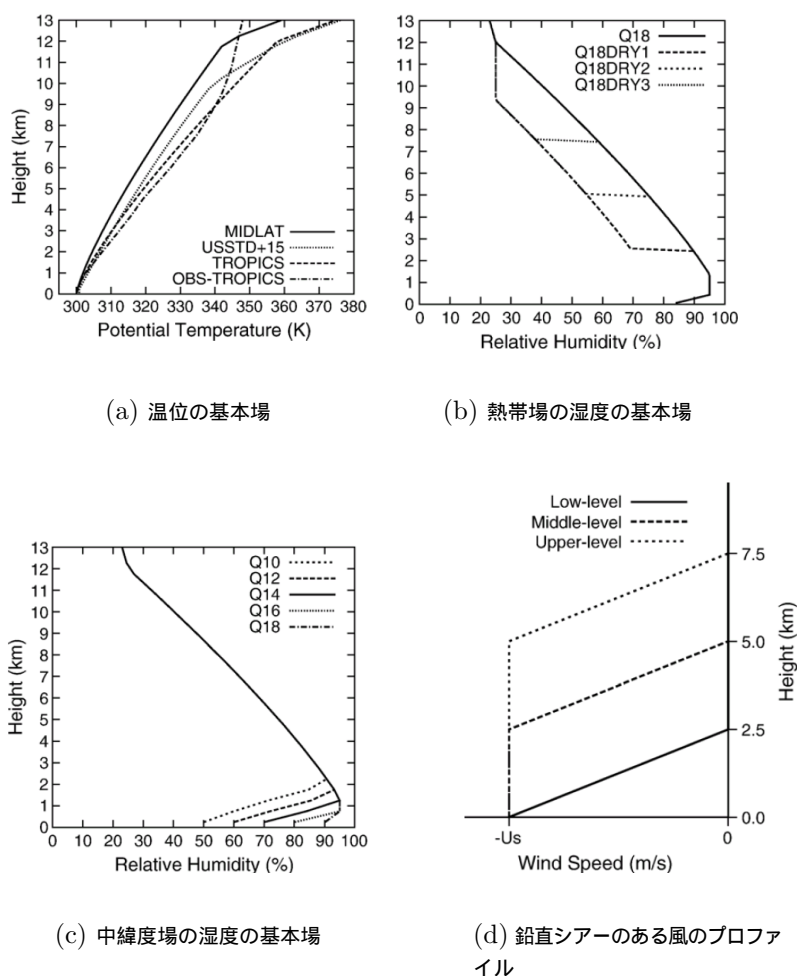 13
12
11
10
9
8
7
6
5
4
3
2
1
0
Height (km)
MIDLAT
USSTD+15
TROPICS
OBS-TROPICS
300 310 320 330 340 350 360 370 380
Potential Temperature (K)
(a) 温位の基本場
13
12
11
10
9
8
7
6
5
4
3
2
1
0
Height (km)
Q18
Q18DRY1
Q18DRY2
Q18DRY3
0 10 20 30 40 50 60 70 80 90 100
Relative Humidity (%)
(b) 熱帯場の湿度の基本場
13
12
11
10
9
8
7
6
5
4
3
2
1
0
Height (km)
Q10
Q12
Q14
Q16
Q18
0 10 20 30 40 50 60 70 80 90 100
Relative Humidity (%)
(c) 中緯度場の湿度の基本場
Low-level
Middle-level
Upper-level
7.5
5.0
2.5
0.0
Height (km)
-Us 0
Wind Speed (m/s)
(d) 鉛直シアーのある風のプロファ
イル